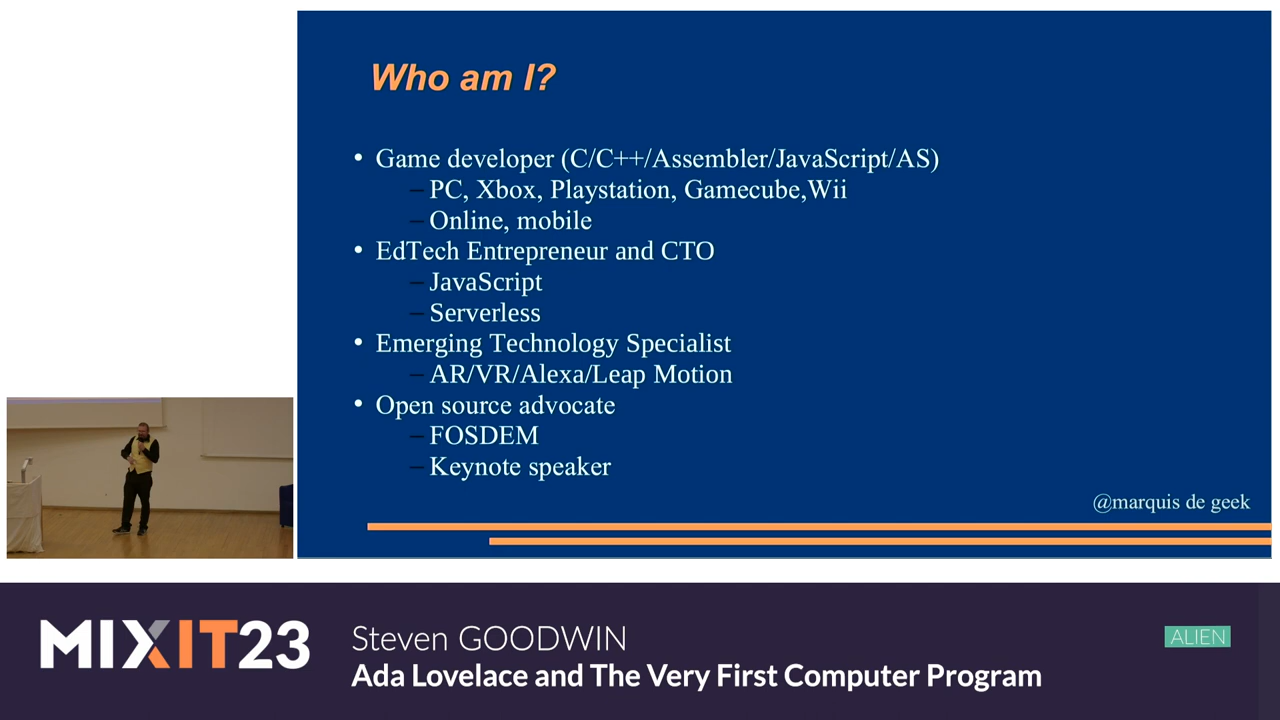 Who am I?
• Game developer (C/C++/Assembler/JavaScript/AS)
– PC, Xbox, Playstation, Gamecube,Wii
– Online, mobile
• EdTech Entrepreneur and CTO
– JavaScript
– Serverless
• Emerging Technology Specialist
– AR/VR/Alexa/Leap Motion
• Open source advocate
– FOSDEM
– Keynote speaker
@marquis de geek
MIXIT23
Steven GOODWIN
ALIEN
Ada Lovelace and The Very First Computer Program